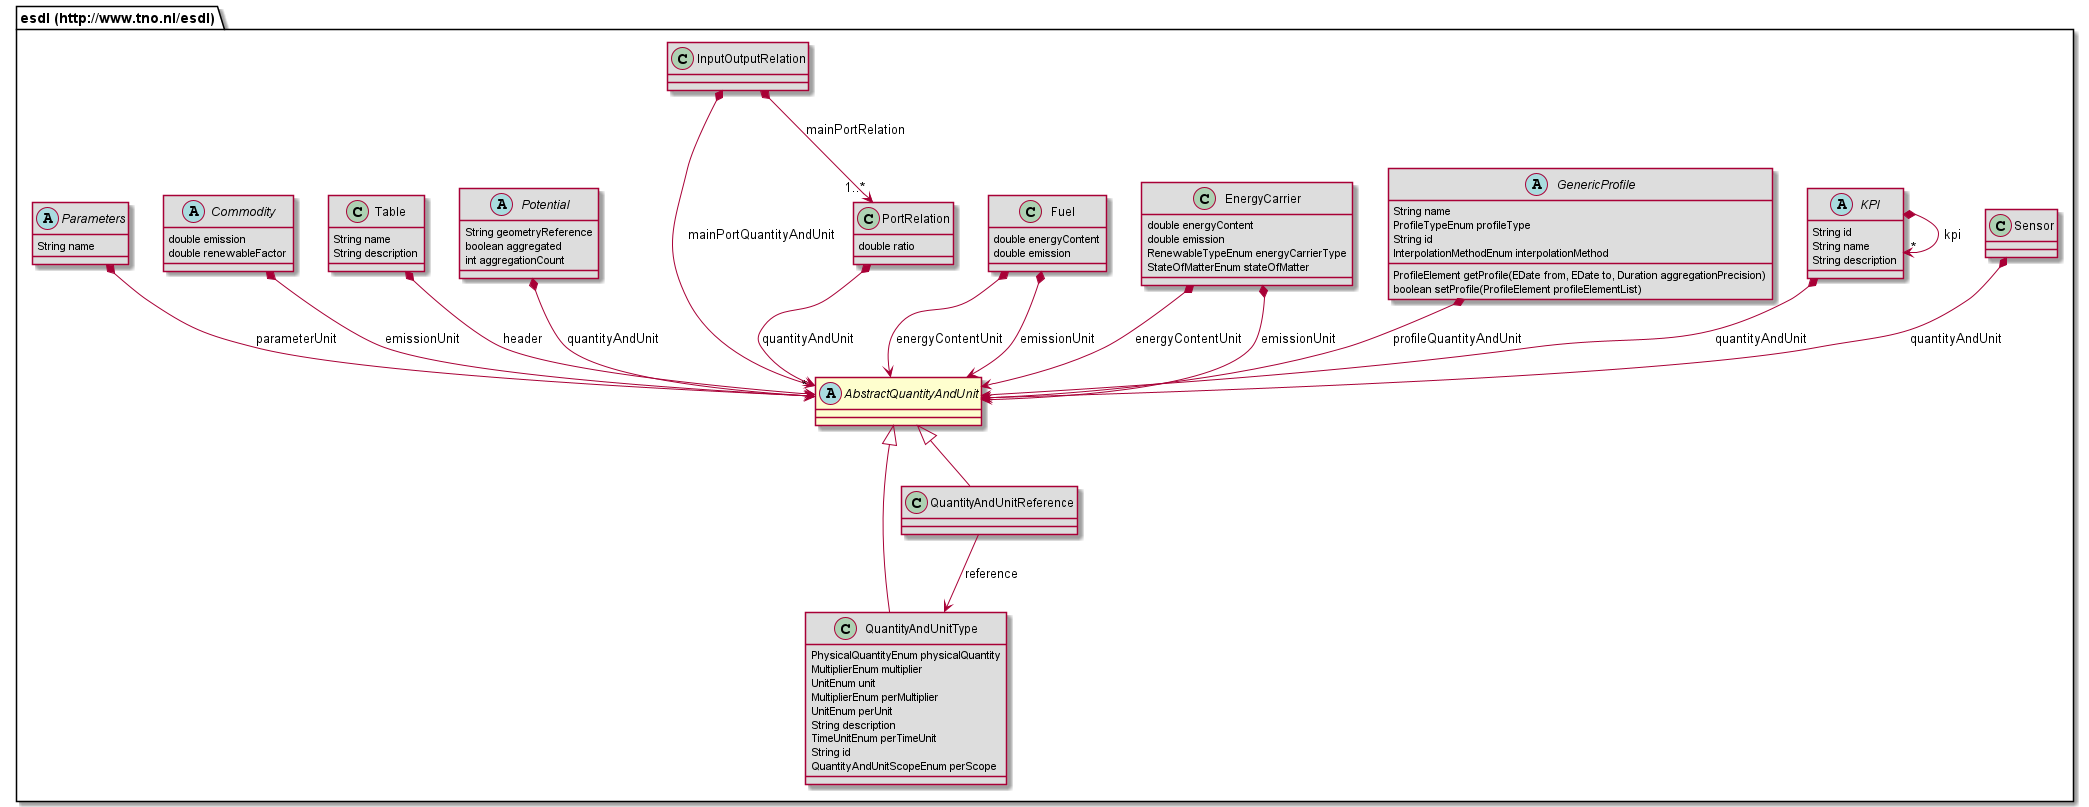 esdl (http://www.tno.nl/esdl)
C InputOutputRelation
mainPortRelation
1..*
A Parameters
String name
A Commodity
double emission
double renewableFactor
C Table
String name
String description
A Potential
String geometryReference
boolean aggregated
int aggregationCount
mainPortQuantityAndUnit
C PortRelation
double ratio
C Fuel
double energyContent
double emission
C EnergyCarrier
double energyContent
double emission
RenewableTypeEnum energyCarrierType
StateOfMatterEnum stateOfMatter
A GenericProfile
String name
ProfileTypeEnum profileType
String id
InterpolationMethodEnum interpolationMethod
ProfileElement getProfile(EDate from, EDate to, Duration aggregationPrecision)
boolean setProfile(ProfileElement profileElementList)
A KPI
String id
String name
String description
kpi
*
C Sensor
parameterUnit
emissionUnit
header
quantityAndUnit
quantityAndUnit
energyContentUnit
emissionUnit
energyContentUnit
emissionUnit
profileQuantityAndUnit
quantityAndUnit
quantityAndUnit
A AbstractQuantityAndUnit
C QuantityAndUnitReference
reference
C QuantityAndUnitType
PhysicalQuantityEnum physicalQuantity
MultiplierEnum multiplier
UnitEnum unit
MultiplierEnum perMultiplier
UnitEnum perUnit
String description
TimeUnitEnum perTimeUnit
String id
QuantityAndUnitScopeEnum perScope